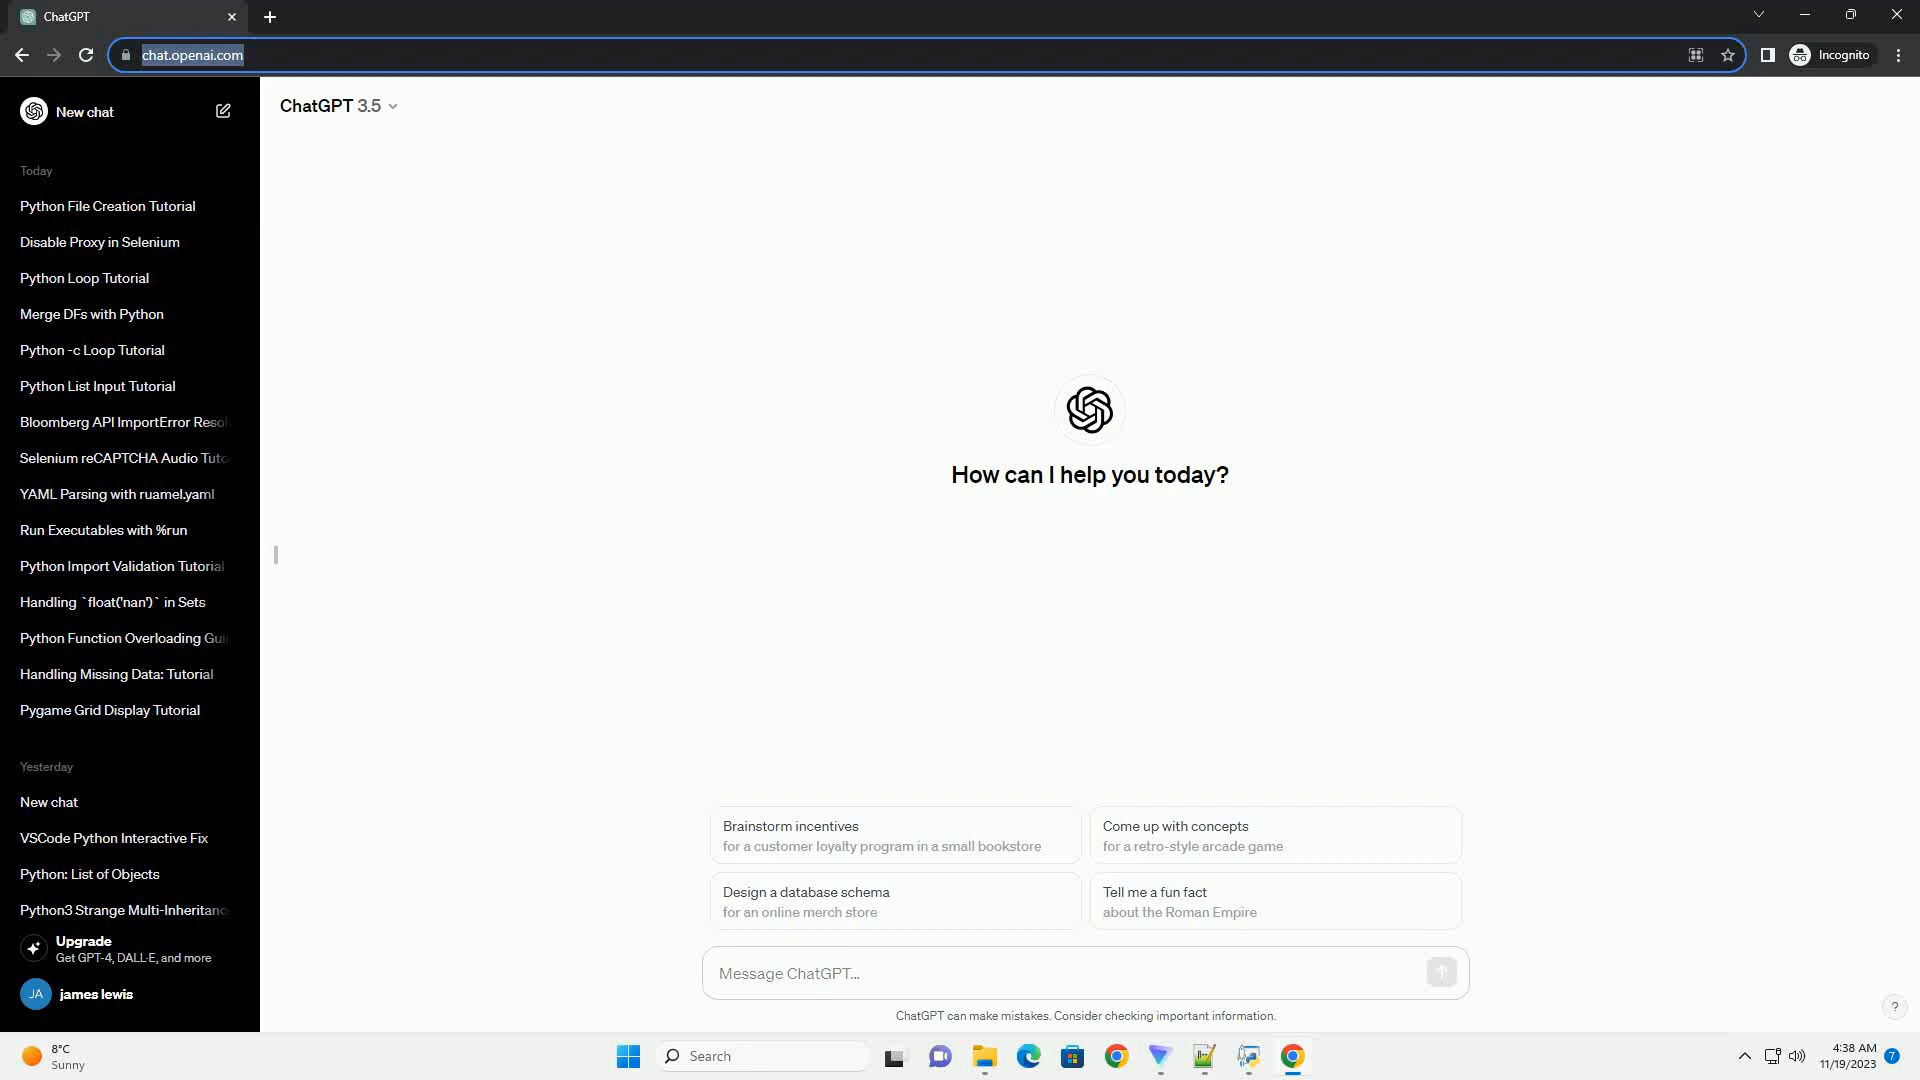 ChatGPT
chat.openai.com
Incognito
New chat
ChatGPT 3.5
Today
Python File Creation Tutorial
Disable Proxy in Selenium
Python Loop Tutorial
Merge DFs with Python
Python -c Loop Tutorial
Python List Input Tutorial
Bloomberg API ImportError Resol
Selenium reCAPTCHA Audio Tuto
YAML Parsing with ruamel.yaml
Run Executables with %run
Python Import Validation Tutorial
Handling `float('nan')` in Sets
Python Function Overloading Gui
Handling Missing Data: Tutorial
Pygame Grid Display Tutorial
Yesterday
New chat
VSCode Python Interactive Fix
Python: List of Objects
Python3 Strange Multi-Inheritance
Upgrade
Get GPT-4, DALL·E, and more
JA
james lewis
How can I help you today?
Brainstorm incentives
for a customer loyalty program in a small bookstore
Come up with concepts
for a retro-style arcade game
Design a database schema
for an online merch store
Tell me a fun fact
about the Roman Empire
Message ChatGPT...
ChatGPT can make mistakes. Consider checking important information.
?
8°C
Sunny
Search
4:38 AM
11/19/2023
7